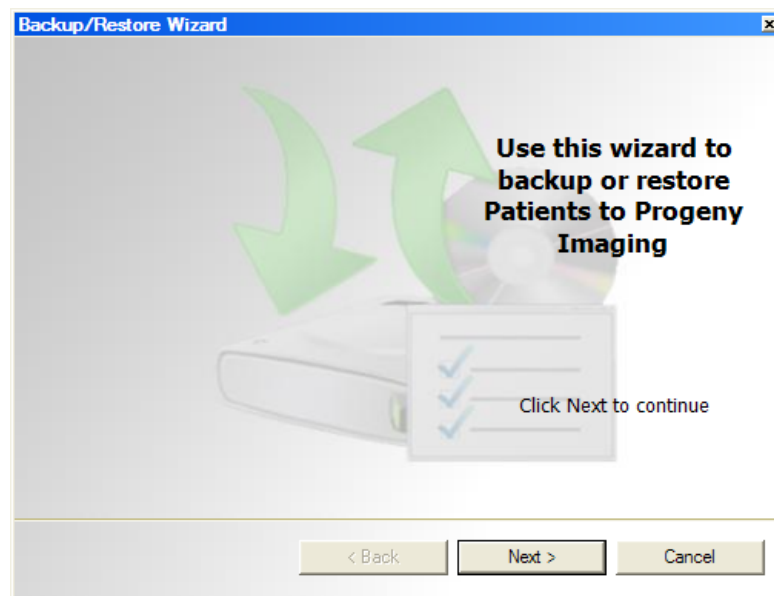 Backup/Restore Wizard
Use this wizard to
backup or restore
Patients to Progeny
Imaging
Click Next to continue
< Back
Next >
Cancel